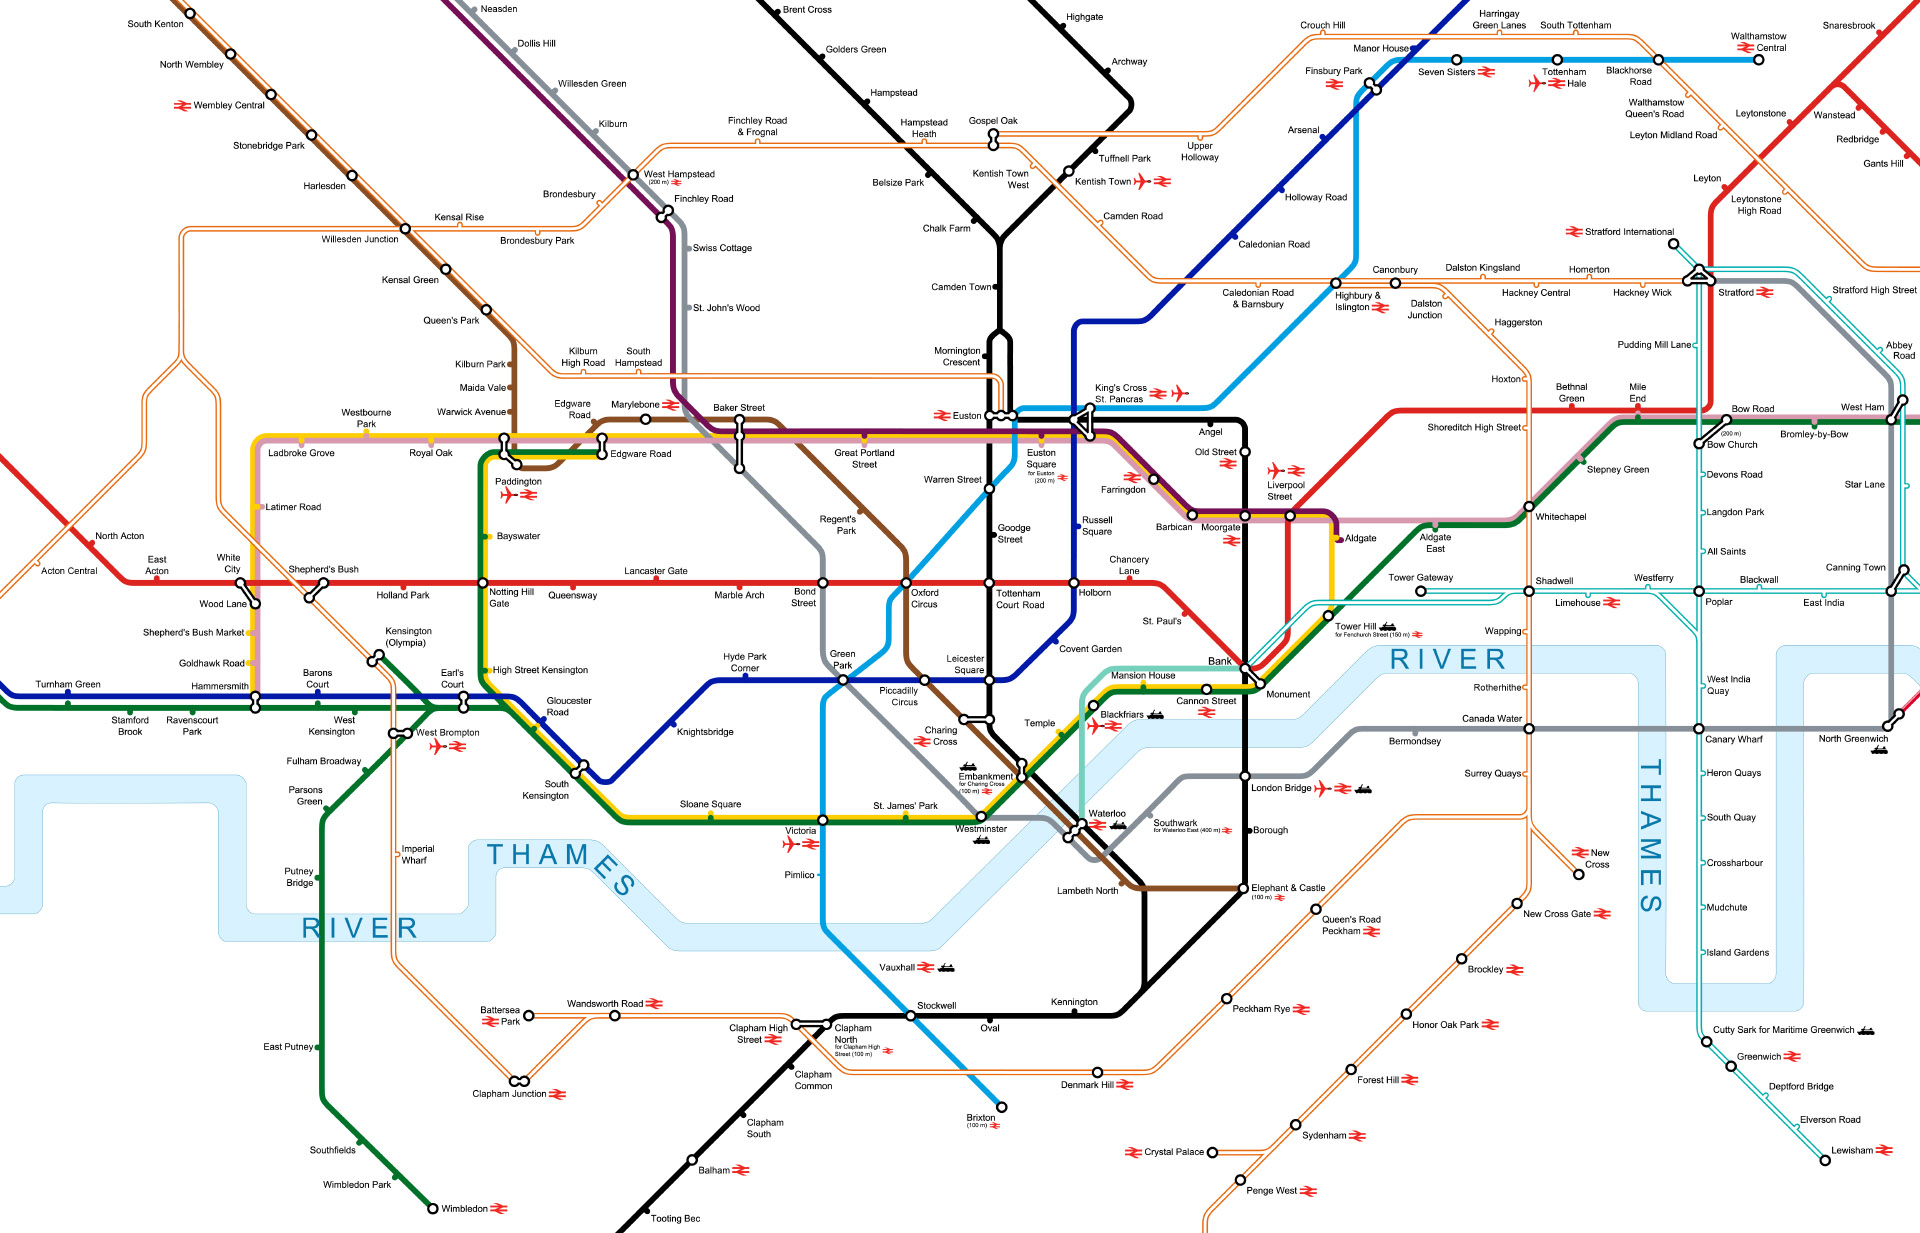 South Kenton
North Wembley
Wembley Central
Stonebridge Park
Harlesden
Willesden Junction
Kensal Green
Queen's Park
Kilburn Park
Maida Vale
Warwick Avenue
Neasden
Dollis Hill
Willesden Green
Kilburn
West Hampstead
(200 m)
Finchley Road
Swiss Cottage
St. John's Wood
Brondesbury
Kensal Rise
Brondesbury Park
Finchley Road
& Frognal
Hampstead
Heath
Gospel Oak
Brent Cross
Golders Green
Hampstead
Belsize Park
Chalk Farm
Camden Town
Mornington
Crescent
Highgate
Archway
Tuffnell Park
Kentish Town
Kentish Town
West
Camden Road
Upper
Holloway
Crouch Hill
Harringay
Green Lanes
South Tottenham
Manor House
Finsbury Park
Seven Sisters
Tottenham
Hale
Blackhorse
Road
Walthamstow
Central
Walthamstow
Queen's Road
Leyton Midland Road
Arsenal
Holloway Road
Caledonian Road
Snaresbrook
Leytonstone
Wanstead
Redbridge
Gants Hill
Leyton
Leytonstone
High Road
Stratford International
Stratford
Stratford High Street
Abbey
Road
Caledonian Road
& Barnsbury
Highbury &
Islington
Canonbury
Dalston
Junction
Dalston Kingsland
Hackney Central
Homerton
Hackney Wick
Haggerston
Hoxton
Shoreditch High Street
Pudding Mill Lane
Bethnal
Green
Mile
End
Bow Road
(200 m)
Bow Church
Bromley-by-Bow
West Ham
Star Lane
Stepney Green
Whitechapel
Devons Road
Langdon Park
All Saints
Canning Town
Kilburn
High Road
South
Hampstead
Edgware
Road
Marylebone
Baker Street
Euston
King's Cross
St. Pancras
Angel
Old Street
Westbourne
Park
Ladbroke Grove
Royal Oak
Paddington
Edgware Road
Great Portland
Street
Euston
Square
for Euston
(200 m)
Warren Street
Farringdon
Barbican
Moorgate
Liverpool
Street
Aldgate
Aldgate
East
Latimer Road
Bayswater
Regent's
Park
Goodge
Street
Russell
Square
North Acton
Acton Central
East
Acton
White
City
Wood Lane
Shepherd's Bush
Holland Park
Notting Hill
Gate
Queensway
Lancaster Gate
Marble Arch
Bond
Street
Oxford
Circus
Tottenham
Court Road
Holborn
Chancery
Lane
St. Paul's
Bank
Tower Gateway
Shadwell
Limehouse
Westferry
Poplar
Blackwall
East India
Shepherd's Bush Market
Goldhawk Road
Hammersmith
Kensington
(Olympia)
High Street Kensington
Tower Hill
for Fenchurch Street (150 m)
Monument
Wapping
Rotherhithe
RIVER
Turnham Green
Stamford
Brook
Ravenscourt
Park
Barons
Court
West
Kensington
Earl's
Court
Gloucester
Road
Hyde Park
Corner
Knightsbridge
Green
Park
Piccadilly
Circus
Leicester
Square
Covent Garden
Mansion House
Cannon Street
Blackfriars
Temple
Charing
Cross
Embankment
for Charing Cross
(100 m)
West Brompton
Fulham Broadway
Parsons
Green
Putney
Bridge
Imperial
Wharf
South
Kensington
Sloane Square
Victoria
St. James' Park
Westminster
Waterloo
Southwark
for Waterloo East (400 m)
London Bridge
Borough
Bermondsey
Canada Water
Surrey Quays
West India
Quay
Canary Wharf
North Greenwich
Heron Quays
South Quay
Crossharbour
Mudchute
Island Gardens
THAMES
THAMES
RIVER
Pimlico
Lambeth North
Elephant & Castle
(100 m)
Vauxhall
Stockwell
Oval
Kennington
New
Cross
New Cross Gate
Queen's Road
Peckham
Peckham Rye
Brockley
Honor Oak Park
Forest Hill
Sydenham
Crystal Palace
Penge West
Denmark Hill
Brixton
(100 m)
Battersea
Park
Wandsworth Road
Clapham High
Street
Clapham
North
for Clapham High
Street (100 m)
Clapham Junction
Clapham
Common
Clapham
South
Balham
Tooting Bec
East Putney
Southfields
Wimbledon Park
Wimbledon
Cutty Sark for Maritime Greenwich
Greenwich
Deptford Bridge
Elverson Road
Lewisham